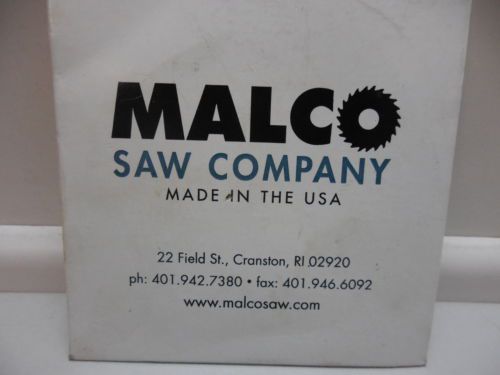 MALCO
SAW COMPANY
MADE IN THE USA
22 Field St., Cranston, RI 02920
ph: 401.942.7380 • fax: 401.946.6092
www.malcosaw.com